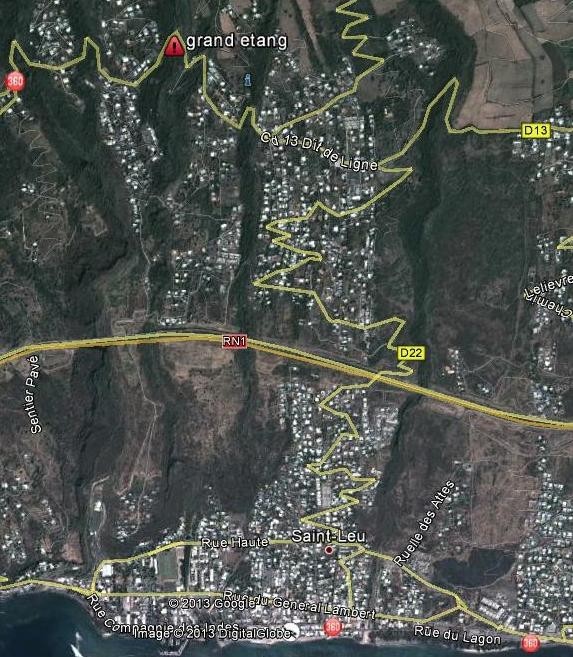 grand etang
360
D13
Cd 13 Dit de Ligne
Lelievre
Chemin
RN1
D22
Sentier Pavé
Ruelle des Attes
Saint-Leu
Rue Haute
© 2013 Google
Rue du General Lambert
Rue Compagnie des Indes
Image © 2013 DigitalGlobe
360
Rue du Lagon
360